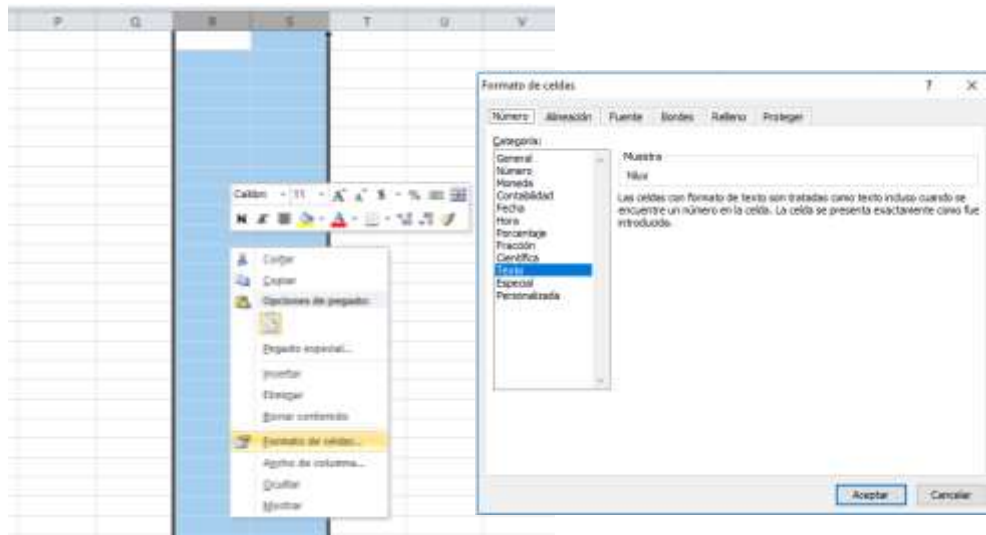 P Q R S T U V
Calibri 11 A A $ % 
N K A
Cortar
Copiar
Opciones de pegado:
Pegado especial...
Insertar
Eliminar
Borrar contenido
Formato de celdas...
Ancho de columna...
Ocultar
Mostrar
Formato de celdas ? ×
Número Alineación Fuente Bordes Relleno Proteger
Categoría:
General
Número
Moneda
Contabilidad
Fecha
Hora
Porcentaje
Fracción
Científica
Texto
Especial
Personalizada
Muestra
Las celdas con formato de texto son tratadas como texto incluso cuando se
encuentre un número en la celda. La celda se presenta exactamente como fue
introducido.
Aceptar Cancelar